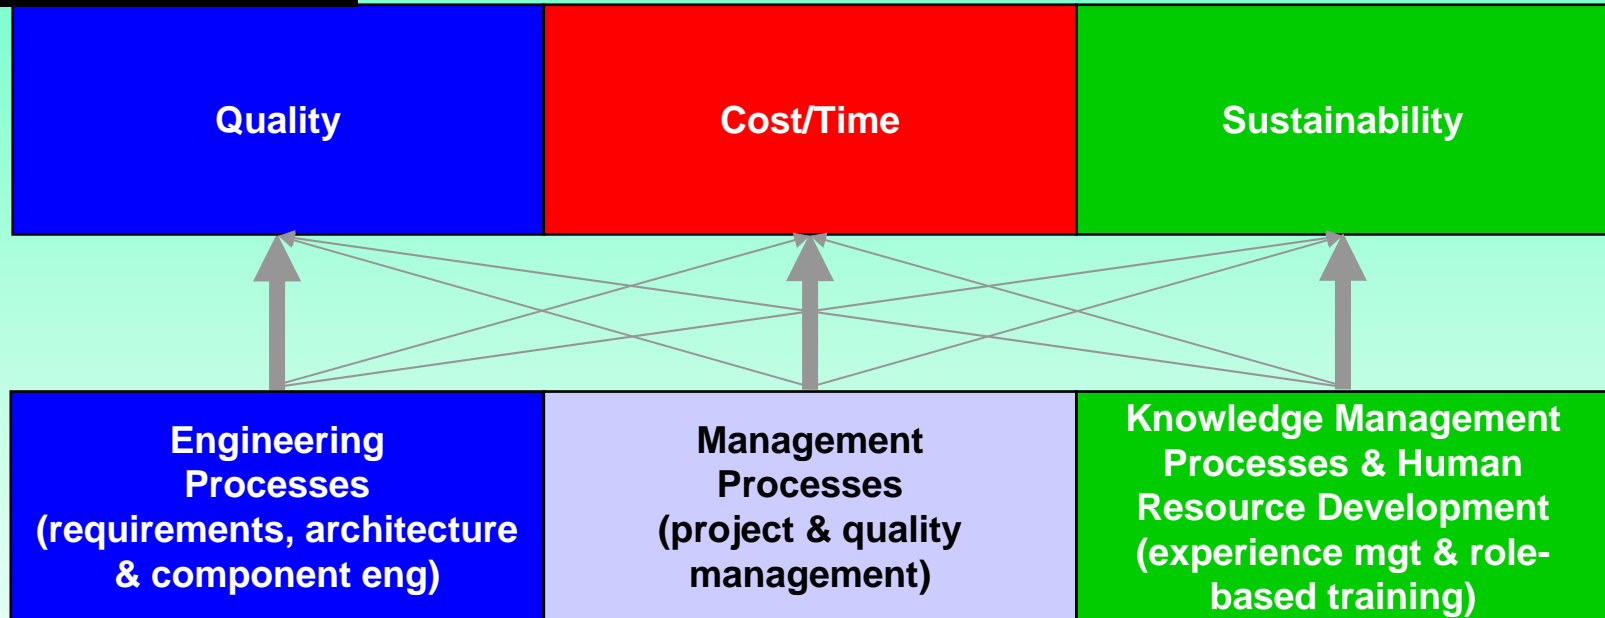 Quality
Cost/Time
Sustainability
Engineering
Processes
(requirements, architecture
& component eng)
Management
Processes
(project & quality
management)
Knowledge Management
Processes & Human
Resource Development
(experience mgt & role-
based training)